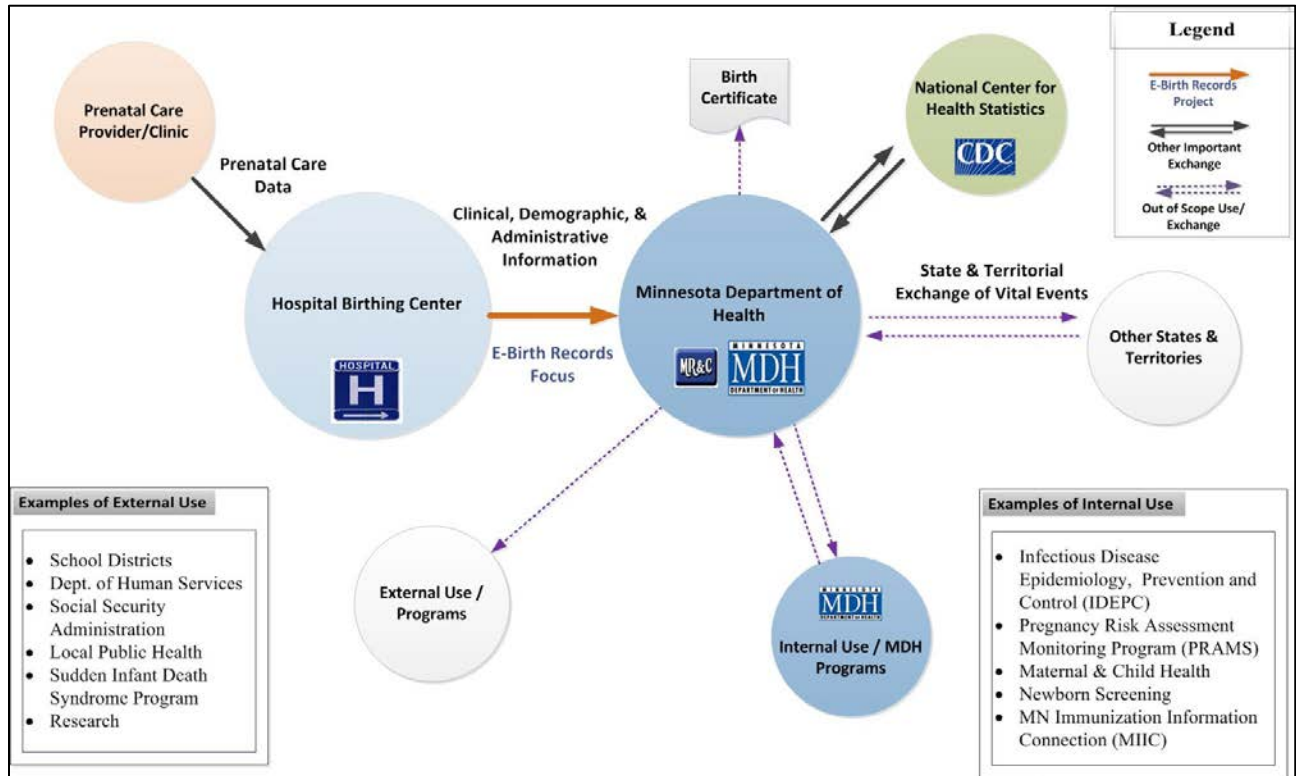 Prenatal Care
Provider/Clinic
Prenatal Care
Data
Hospital Birthing Center
HOSPITAL
H
Clinical, Demographic, &
Administrative
Information
E-Birth Records
Focus
Birth
Certificate
National Center for
Health Statistics
CDC
Minnesota Department of
Health
MR&C
MINNESOTA
MDH
DEPARTMENT OF HEALTH
State & Territorial
Exchange of Vital Events
Other States &
Territories
External Use /
Programs
MINNESOTA
MDH
DEPARTMENT OF HEALTH
Internal Use / MDH
Programs
Legend
E-Birth Records
Project
Other Important
Exchange
Out of Scope Use/
Exchange
Examples of External Use
• School Districts
• Dept. of Human Services
• Social Security
Administration
• Local Public Health
• Sudden Infant Death
Syndrome Program
• Research
Examples of Internal Use
• Infectious Disease
Epidemiology, Prevention and
Control (IDEPC)
• Pregnancy Risk Assessment
Monitoring Program (PRAMS)
• Maternal & Child Health
• Newborn Screening
• MN Immunization Information
Connection (MIIC)